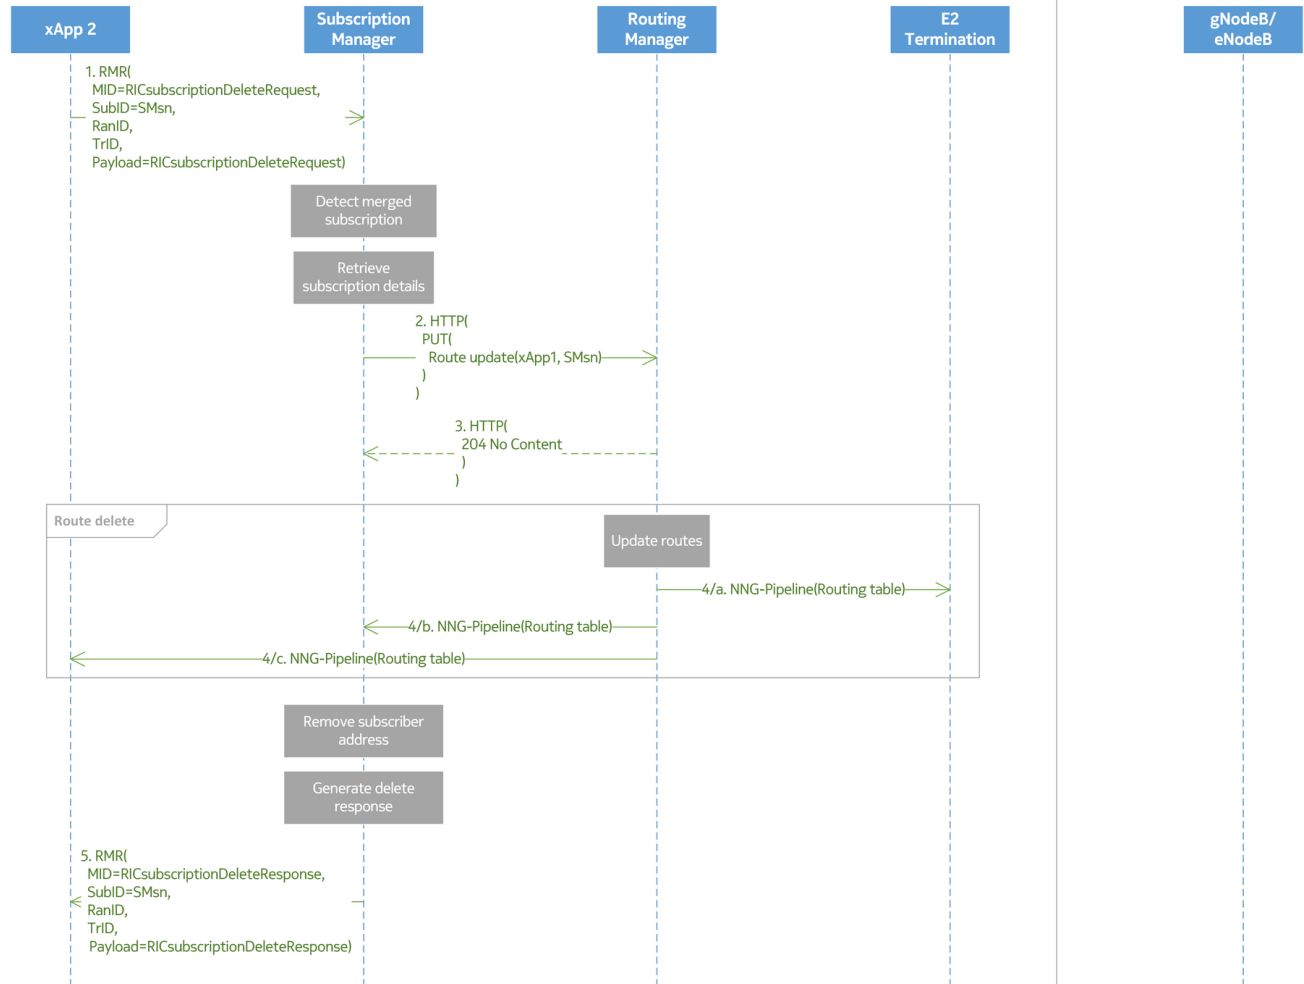 xApp 2
Subscription
Manager
Routing
Manager
E2
Termination
gNodeB/
eNodeB
1. RMR(
MID=RICsubscriptionDeleteRequest,
SubID=SMsn,
RanID,
TrID,
Payload=RICsubscriptionDeleteRequest)
Detect merged
subscription
Retrieve
subscription details
2. HTTP(
PUT(
Route update(xApp1, SMsn)
)
)
3. HTTP(
204 No Content
)
)
Route delete
Update routes
4/a. NNG-Pipeline(Routing table)
4/b. NNG-Pipeline(Routing table)
4/c. NNG-Pipeline(Routing table)
Remove subscriber
address
Generate delete
response
5. RMR(
MID=RICsubscriptionDeleteResponse,
SubID=SMsn,
RanID,
TrID,
Payload=RICsubscriptionDeleteResponse)